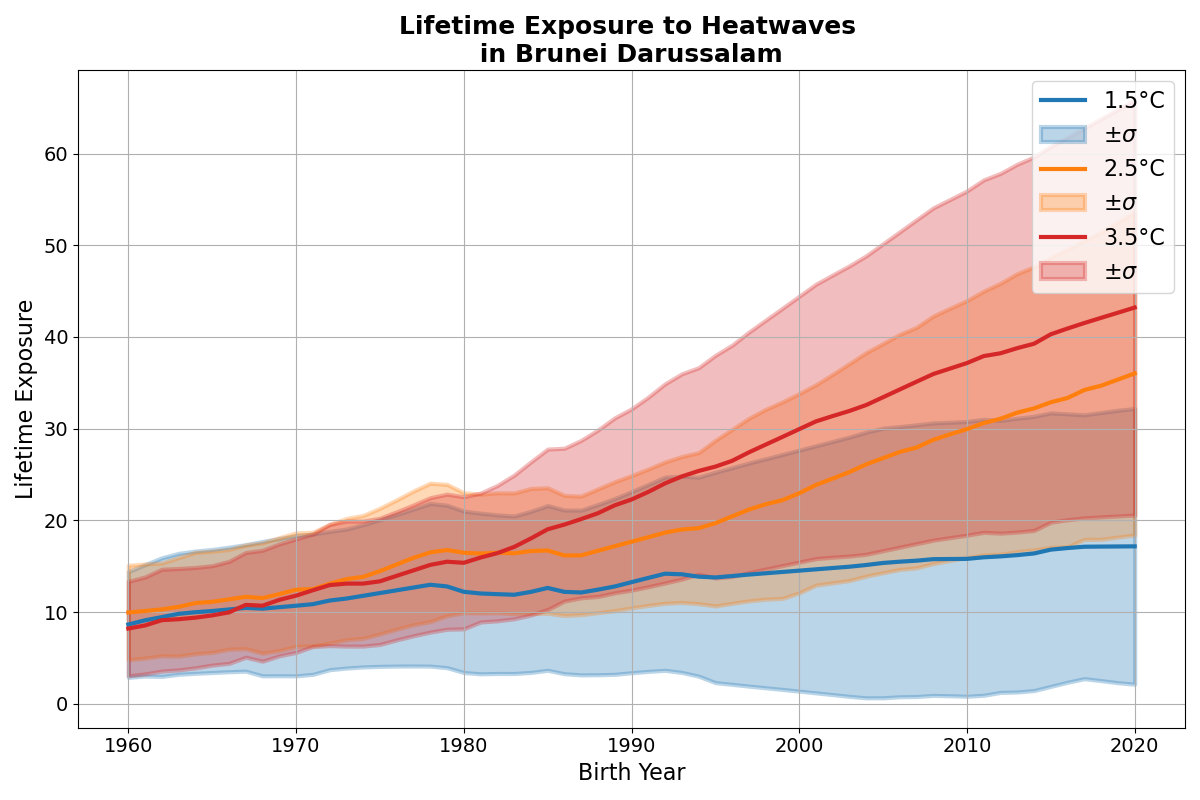 Lifetime Exposure to Heatwaves
in Brunei Darussalam
1.5°C
±σ
2.5°C
±σ
3.5°C
±σ
Lifetime Exposure
60
50
40
30
20
10
0
1960 1970 1980 1990 2000 2010 2020
Birth Year